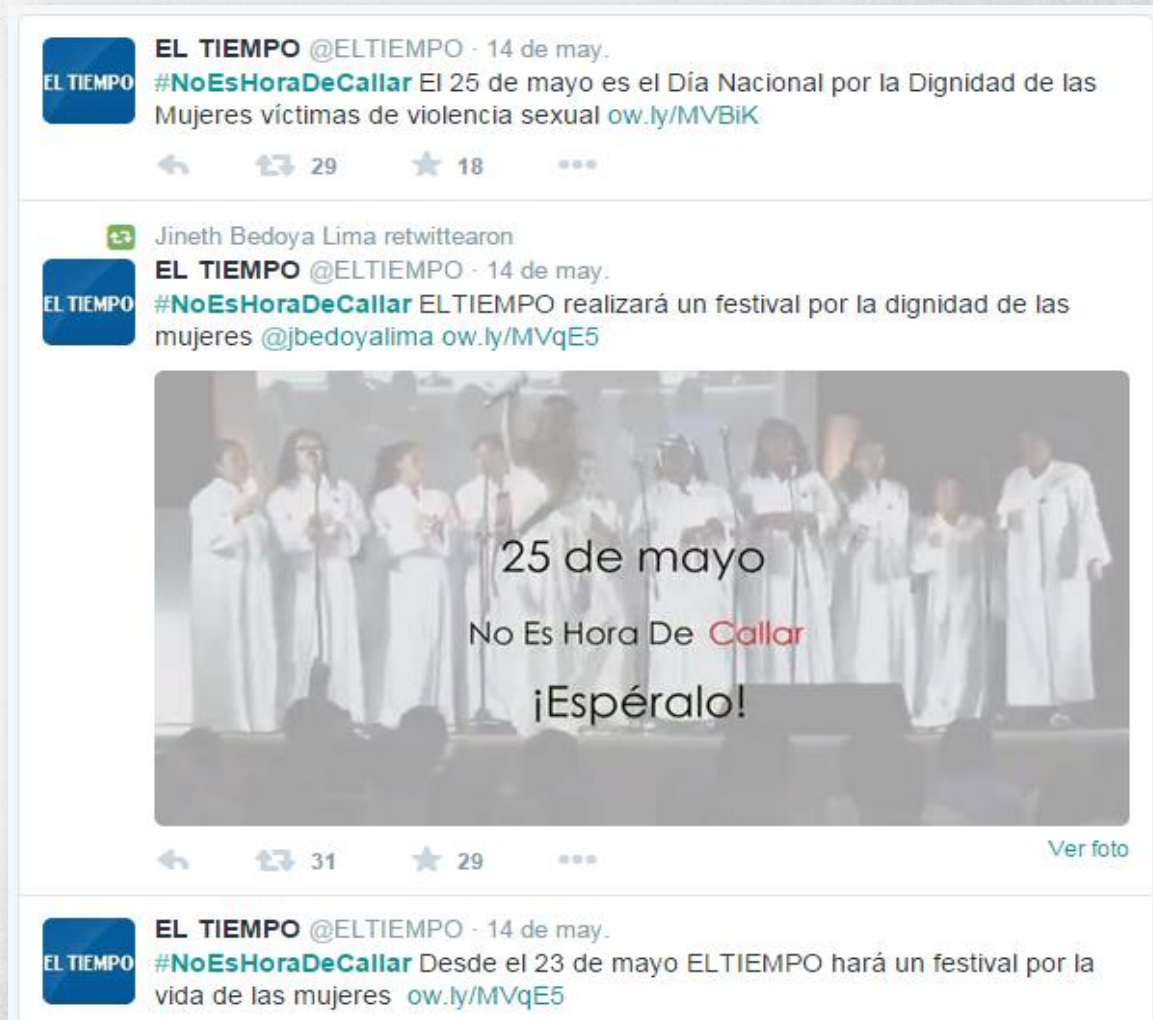 EL TIEMPO @ELTIEMPO · 14 de may.
EL TIEMPO
#NoEsHoraDeCallar El 25 de mayo es el Día Nacional por la Dignidad de las
Mujeres víctimas de violencia sexual ow.ly/MVBiK
29 18
Jineth Bedoya Lima retwittearon
EL TIEMPO @ELTIEMPO · 14 de may.
EL TIEMPO
#NoEsHoraDeCallar ELTIEMPO realizará un festival por la dignidad de las
mujeres @jbedoyalima ow.ly/MVqE5
25 de mayo
No Es Hora De Callar
¡Espéralo!
31 29
Ver foto
EL TIEMPO @ELTIEMPO · 14 de may.
EL TIEMPO
#NoEsHoraDeCallar Desde el 23 de mayo ELTIEMPO hará un festival por la
vida de las mujeres ow.ly/MVqE5